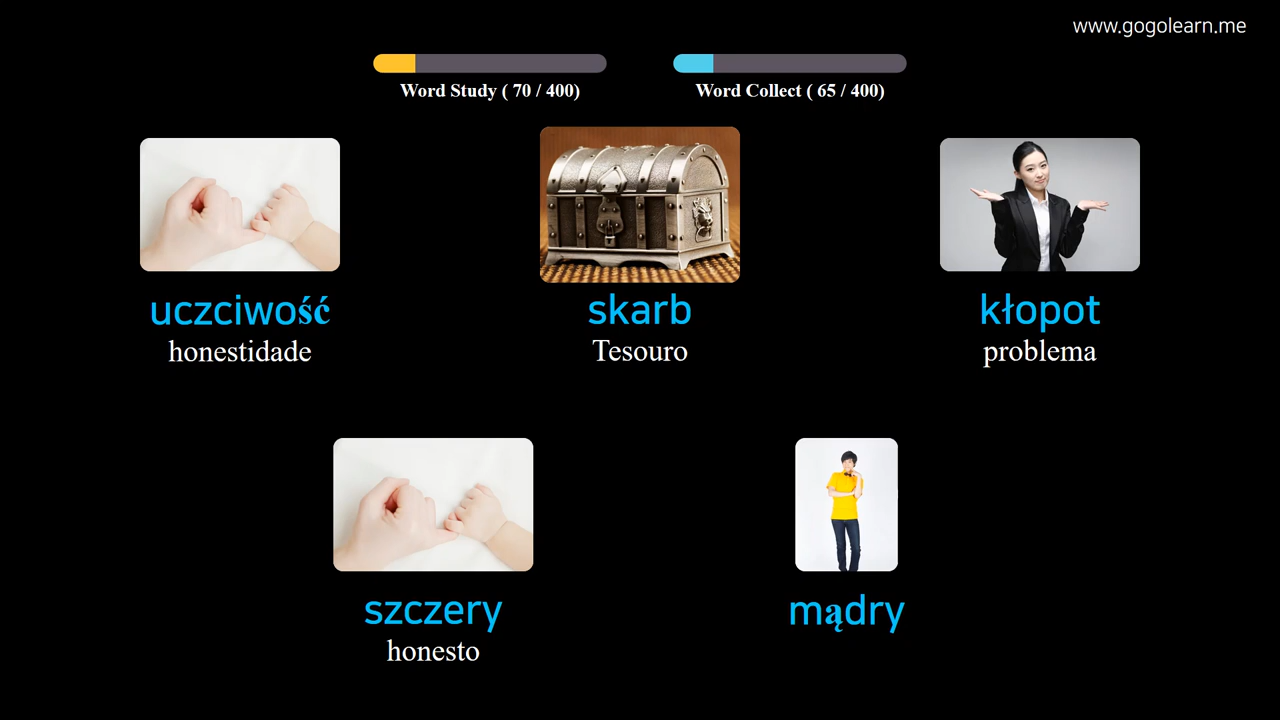 www.gogolearn.me
Word Study ( 70 / 400)
Word Collect ( 65 / 400)
uczciwość
honestidade
skarb
Tesouro
kłopot
problema
szczery
honesto
mądry